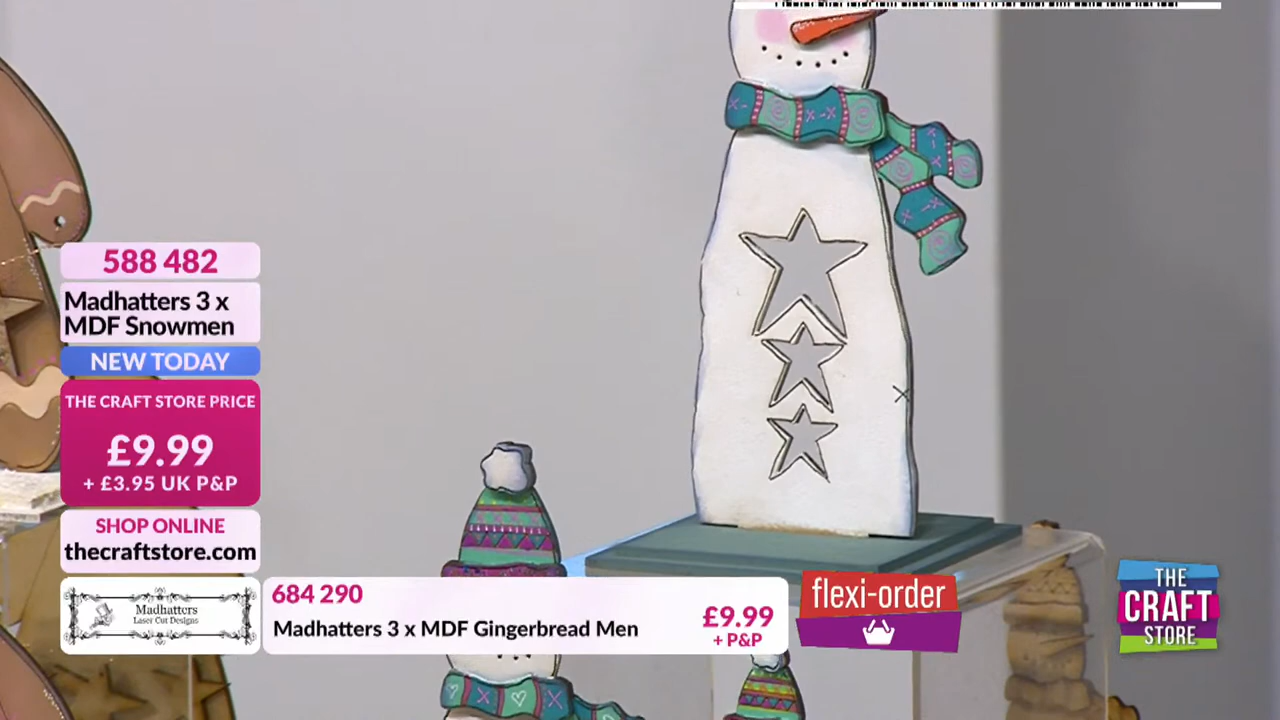 588 482
Madhatters 3 x
MDF Snowmen
NEW TODAY
THE CRAFT STORE PRICE
£9.99
+ £3.95 UK P&P
SHOP ONLINE
thecraftstore.com
Madhatters
Laser Cut Designs
684 290
Madhatters 3 x MDF Gingerbread Men
£9.99
+ P&P
flexi-order
THE
CRAFT
STORE